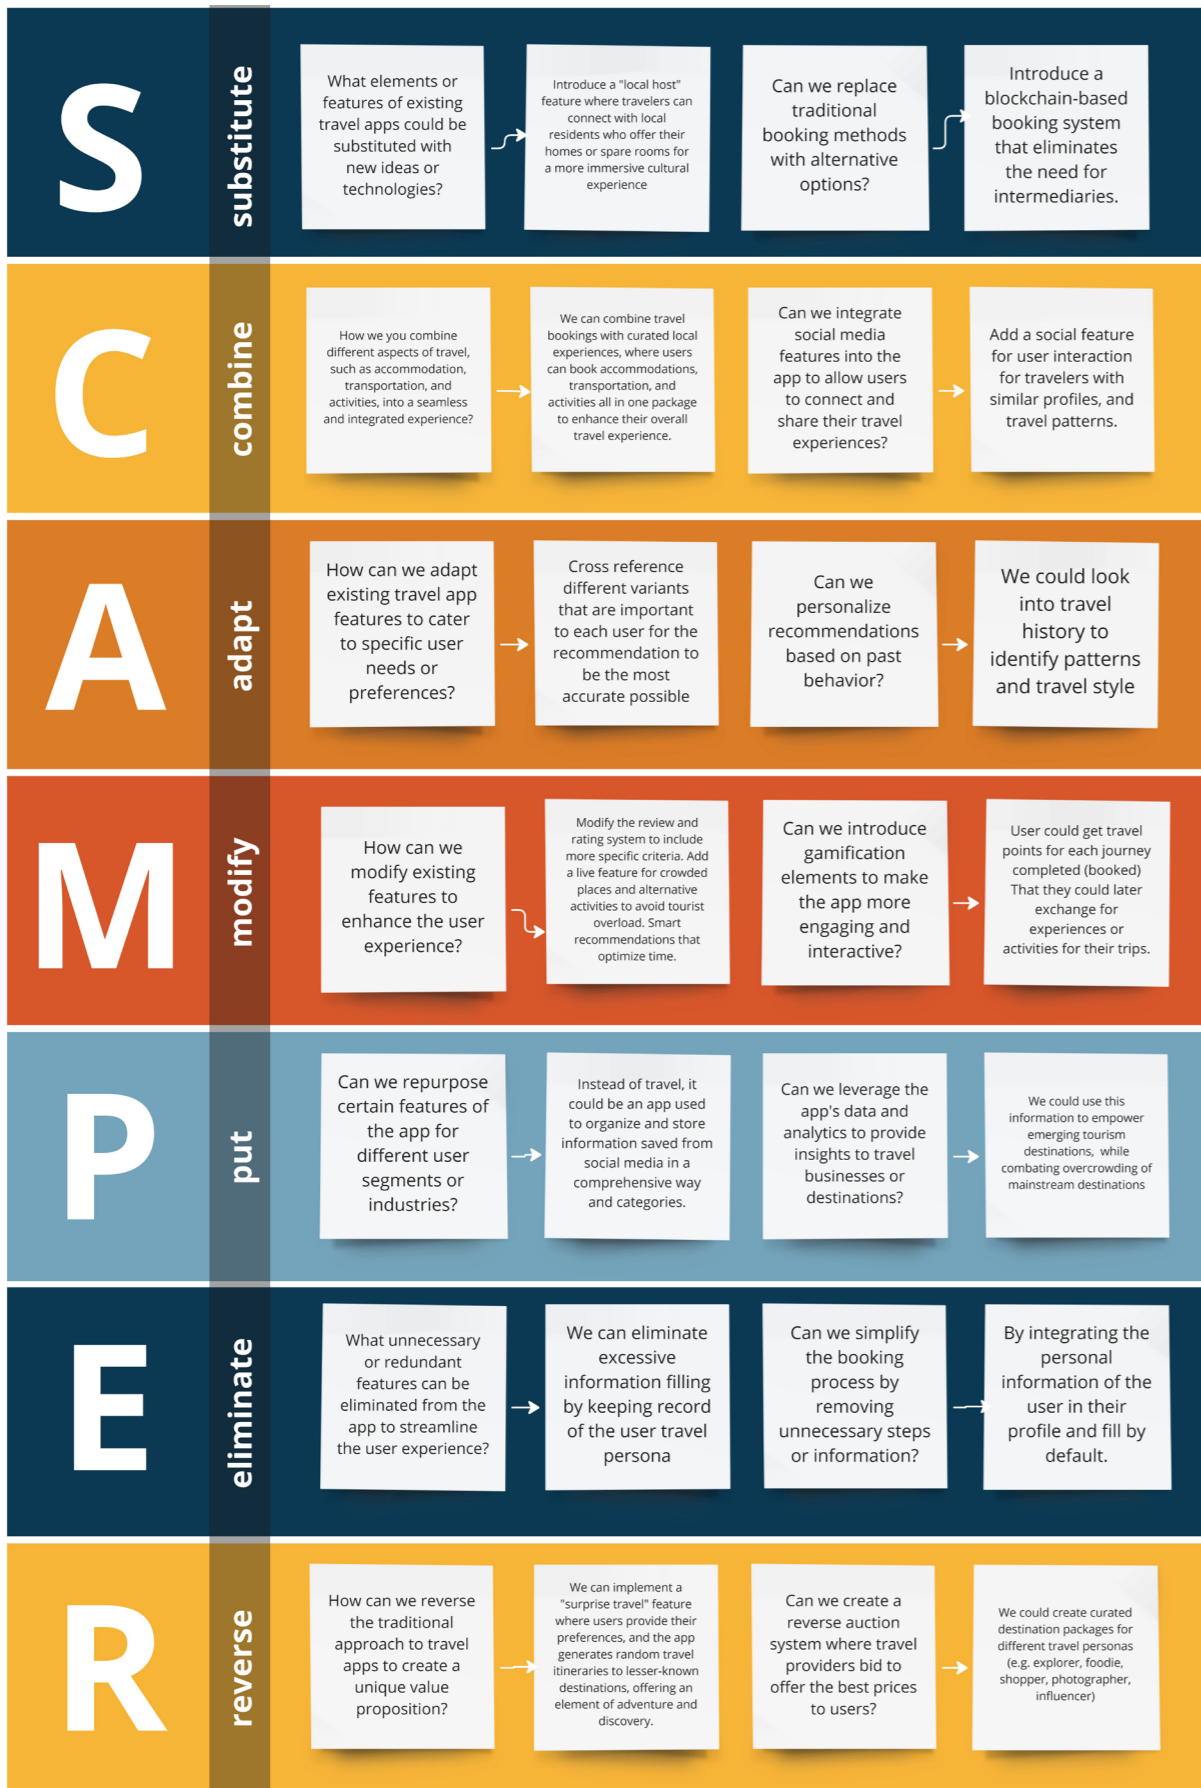 S
substitute
What elements or
features of existing
travel apps could be
substituted with
new ideas or
technologies?
Introduce a "local host"
feature where travelers can
connect with local
residents who offer their
homes or spare rooms for
a more immersive cultural
experience
Can we replace
traditional
booking methods
with alternative
options?
Introduce a
blockchain-based
booking system
that eliminates
the need for
intermediaries.
C
combine
How we you combine
different aspects of travel,
such as accommodation,
transportation, and
activities, into a seamless
and integrated experience?
We can combine travel
bookings with curated local
experiences, where users
can book accommodations,
transportation, and
activities all in one package
to enhance their overall
travel experience.
Can we integrate
social media
features into the
app to allow users
to connect and
share their travel
experiences?
Add a social feature
for user interaction
for travelers with
similar profiles, and
travel patterns.
A
adapt
How can we adapt
existing travel app
features to cater
to specific user
needs or
preferences?
Cross reference
different variants
that are important
to each user for the
recommendation to
be the most
accurate possible
Can we
personalize
recommendations
based on past
behavior?
We could look
into travel
history to
identify patterns
and travel style
M
modify
How can we
modify existing
features to
enhance the user
experience?
Modify the review and
rating system to include
more specific criteria. Add
a live feature for crowded
places and alternative
activities to avoid tourist
overload. Smart
recommendations that
optimize time.
Can we introduce
gamification
elements to make
the app more
engaging and
interactive?
User could get travel
points for each journey
completed (booked)
That they could later
exchange for
experiences or
activities for their trips.
P
put
Can we repurpose
certain features of
the app for
different user
segments or
industries?
Instead of travel, it
could be an app used
to organize and store
information saved from
social media in a
comprehensive way
and categories.
Can we leverage the
app's data and
analytics to provide
insights to travel
businesses or
destinations?
We could use this
information to empower
emerging tourism
destinations, while
combating overcrowding of
mainstream destinations
E
eliminate
What unnecessary
or redundant
features can be
eliminated from the
app to streamline
the user experience?
We can eliminate
excessive
information filling
by keeping record
of the user travel
persona
Can we simplify
the booking
process by
removing
unnecessary steps
or information?
By integrating the
personal
information of the
user in their
profile and fill by
default.
R
reverse
How can we reverse
the traditional
approach to travel
apps to create a
unique value
proposition?
We can implement a
"surprise travel" feature
where users provide their
preferences, and the app
generates random travel
itineraries to lesser-known
destinations, offering an
element of adventure and
discovery.
Can we create a
reverse auction
system where travel
providers bid to
offer the best prices
to users?
We could create curated
destination packages for
different travel personas
(e.g. explorer, foodie,
shopper, photographer,
influencer)